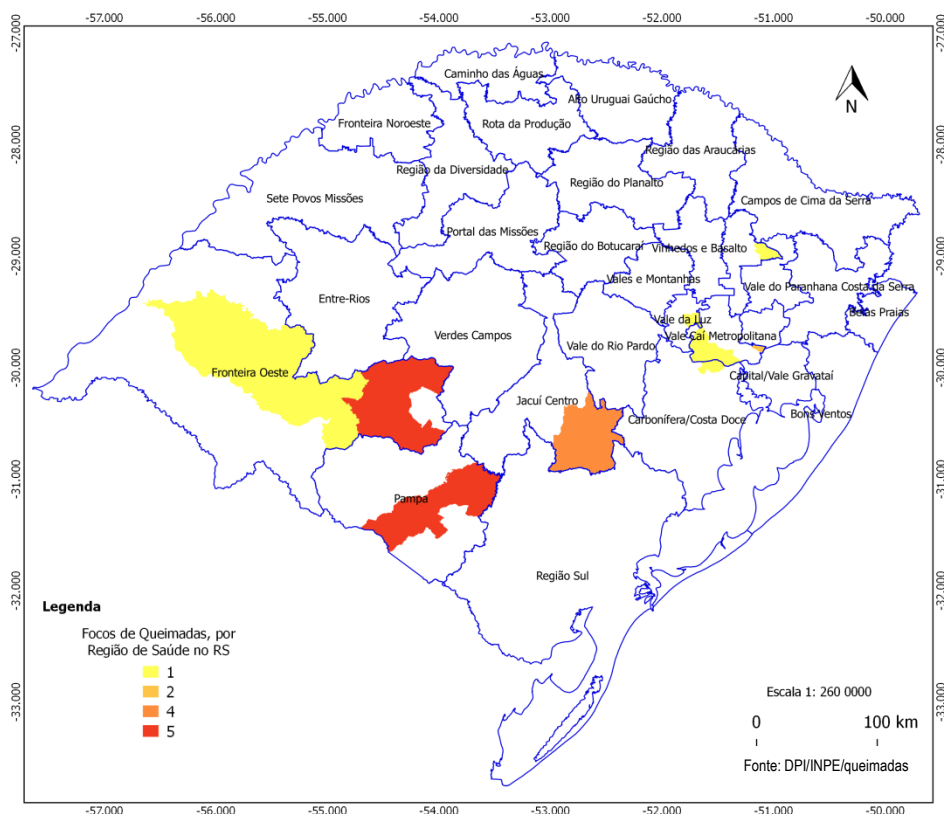 -57.000 -56.000 -55.000 -54.000 -53.000 -52.000 -51.000 -50.000
-27.000 -27.000
N
Caminho das Águas
Alto Uruguai Gaúcho
Fronteira Noroeste
Rota da Produção
-28.000 -28.000
Região das Araucárias
Região da Diversidade
Região do Planalto
Sete Povos Missões
Campos de Cima da Serra
Portal das Missões
Região do Botucaraí
Vinhedos e Basalto
-29.000 -29.000
Vales e Montanhas
Vale do Paranhana Costa da Serra
Entre-Rios
Belas Praias
Vale da Luz
Verdes Campos
Vale Caí Metropolitana
Vale do Rio Pardo
-30.000 -30.000
Fronteira Oeste
Capital/Vale Gravataí
Jacuí Centro
Bons Ventos
Carbonífera/Costa Doce
-31.000 -31.000
Pampa
Região Sul
-32.000 -32.000
Legenda
Focos de Queimadas, por
Região de Saúde no RS
1
2
4
5
-33.000 -33.000
Escala 1: 260 0000
0 100 km
Fonte: DPI/INPE/queimadas
-57.000 -56.000 -55.000 -54.000 -53.000 -52.000 -51.000 -50.000